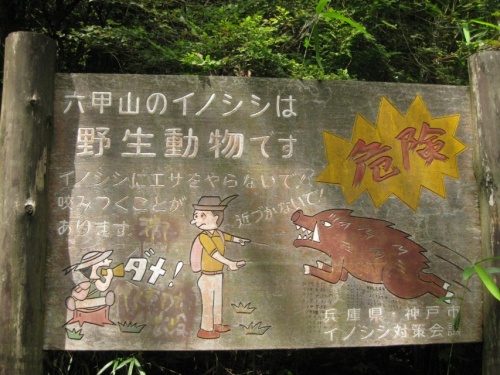 六甲山のイノシシは
野生動物です
危険
イノシシにエサをやらないで!!
咬みつくことが
あります
近づかないで!
ダメ!
兵庫県・神戸市
イノシシ対策会議